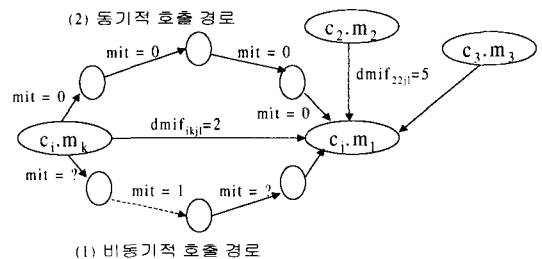 (2) 동기적 호출 경로
c₂.m₂
c₃.m₃
mit = 0
mit = 0
mit = 0
dmif₂₂ⱼₗ=5
mit = 0
cᵢ.mₖ
dmifᵢₖⱼₗ=2
cⱼ.mₗ
mit = ?
mit = 1
mit = ?
(1) 비동기적 호출 경로